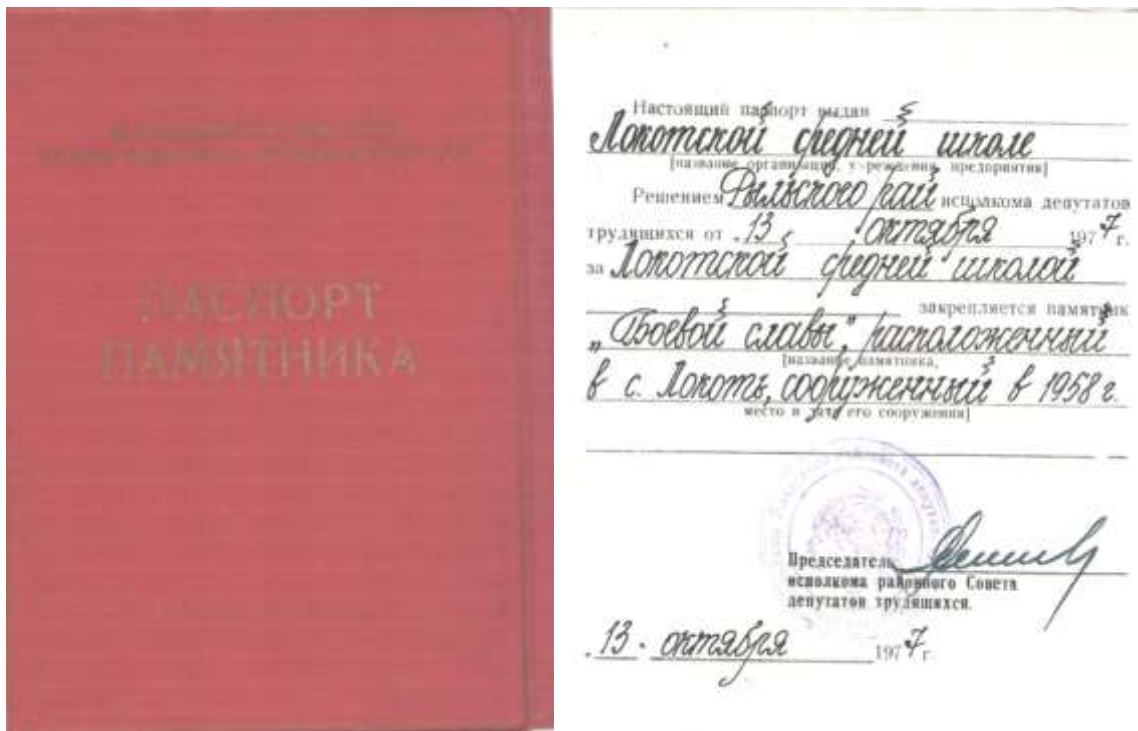 ПАСПОРТ
ПАМЯТНИКА
Настоящий паспорт выдан
Локотской средней школе
[название организации, учреждения, предприятия]
Решением Рыльского рай исполкома депутатов
трудящихся от „13 „ октября 1977 г.
за Локотской средней школой
закрепляется памятник
„Боевой славы“, расположенный
[название памятника,
в с. Локоть, сооруженный в 1958 г.
место и дата его сооружения]
Председатель
исполкома районного Совета
депутатов трудящихся.
„13 " октября 1977 г.